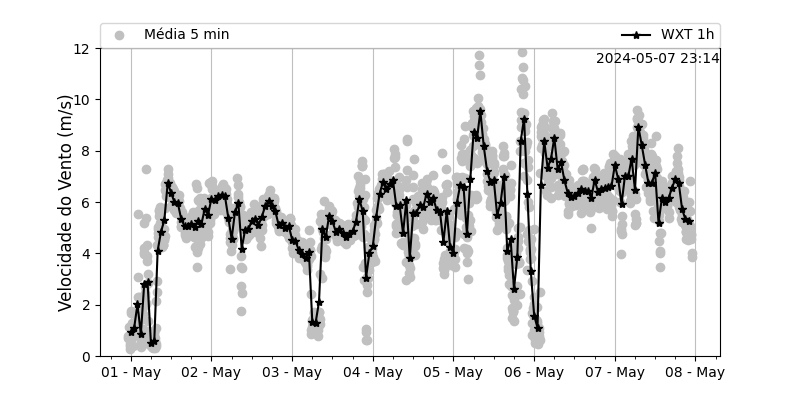 Média 5 min
WXT 1h
2024-05-07 23:14
Velocidade do Vento (m/s)
12
10
8
6
4
2
0
01 - May
02 - May
03 - May
04 - May
05 - May
06 - May
07 - May
08 - May